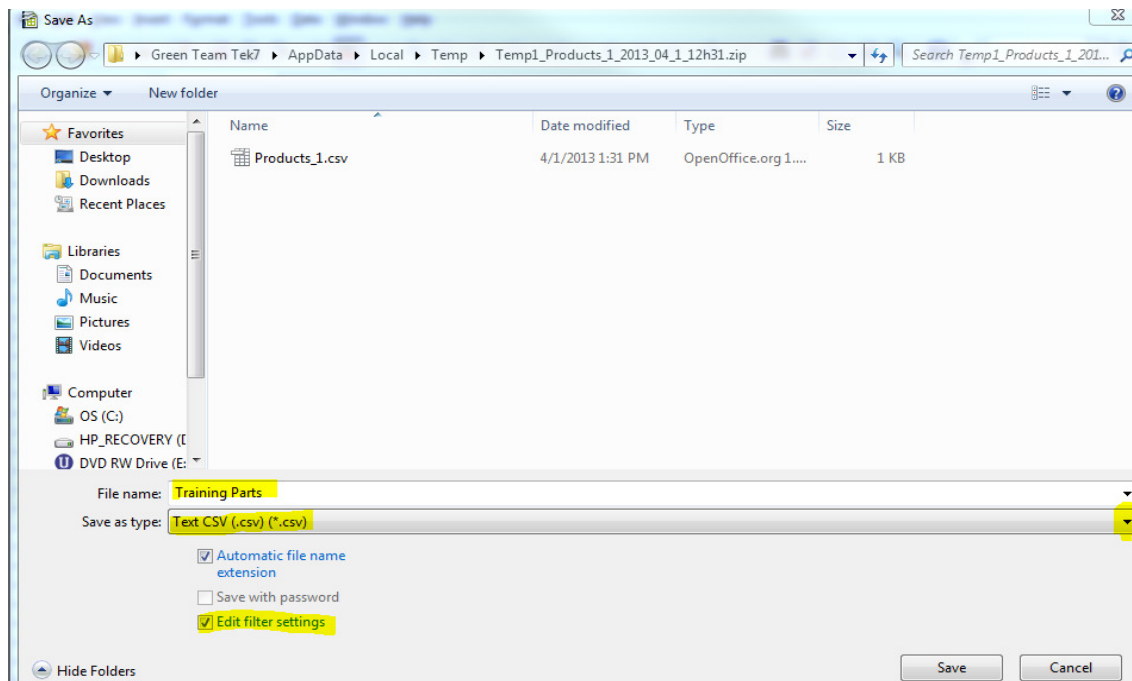 Save As
Green Team Tek7 AppData Local Temp Temp1_Products_1_2013_04_1_12h31.zip
Search Temp1_Products_1_201...
Organize New folder
Favorites
Desktop
Downloads
Recent Places
Libraries
Documents
Music
Pictures
Videos
Computer
OS (C:)
HP_RECOVERY (D
DVD RW Drive (E:
Name Date modified Type Size
Products_1.csv 4/1/2013 1:31 PM OpenOffice.org 1.... 1 KB
File name: Training Parts
Save as type: Text CSV (.csv) (*.csv)
Automatic file name
extension
Save with password
Edit filter settings
Hide Folders
Save Cancel